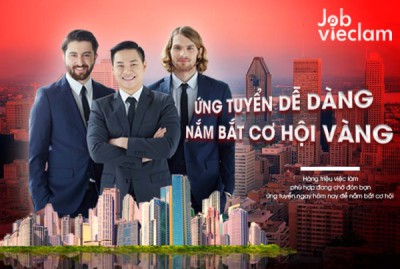 Job
vieclam
ỨNG TUYỂN DỄ DÀNG
NẮM BẮT CƠ HỘI VÀNG
Hàng triệu việc làm
phù hợp đang chờ đón bạn
ứng tuyển ngay hôm nay để nắm bắt cơ hội